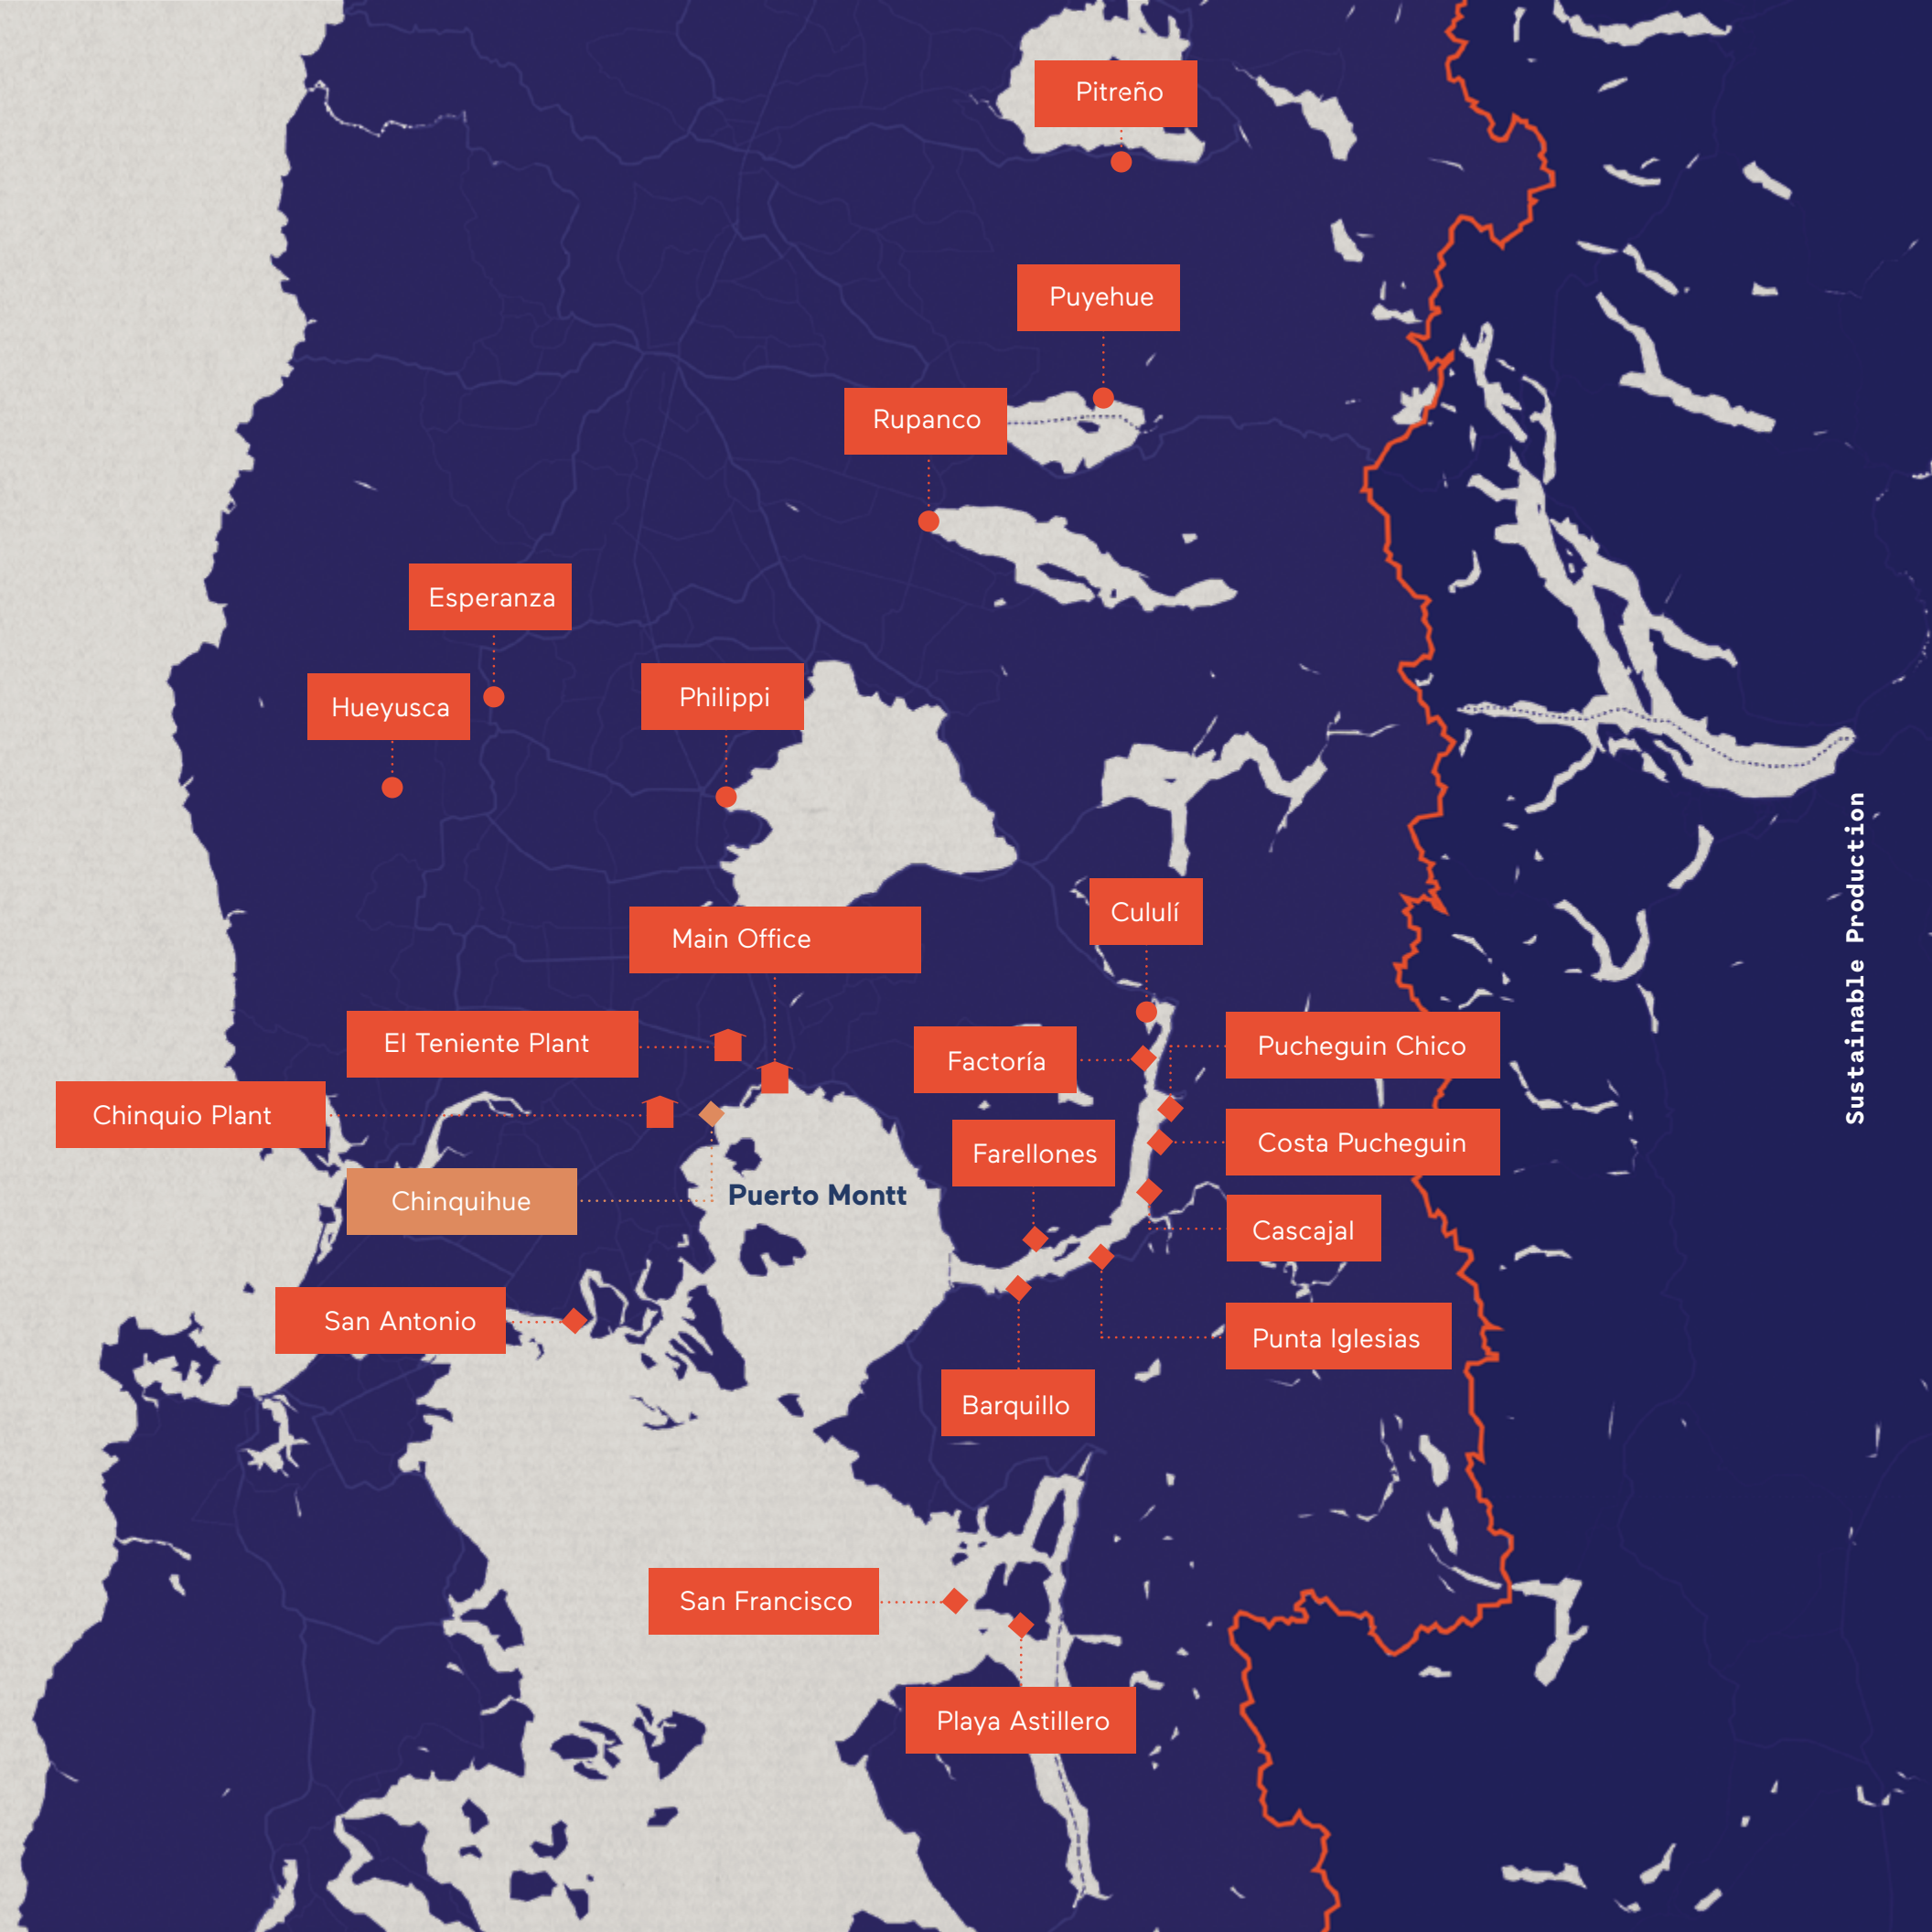 Pitreño
Puyehue
Rupanco
Esperanza
Hueyusca
Philippi
Sustainable Production
Cululí
Main Office
El Teniente Plant
Factoría
Pucheguin Chico
Chinquio Plant
Costa Pucheguin
Farellones
Chinquihue
Puerto Montt
Cascajal
San Antonio
Punta Iglesias
Barquillo
San Francisco
Playa Astillero